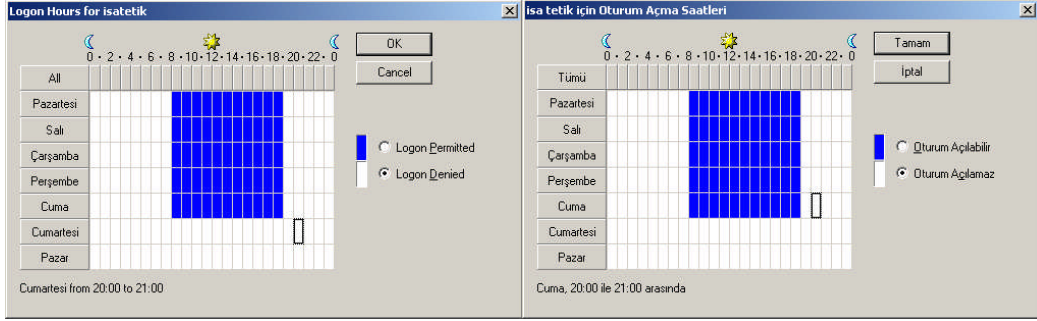 Logon Hours for isatetik
0 · 2 · 4 · 6 · 8 · 10 · 12 · 14 · 16 · 18 · 20 · 22 · 0
OK
Cancel
All
Pazartesi
Salı
Çarşamba
Perşembe
Cuma
Cumartesi
Pazar
Logon Permitted
Logon Denied
Cumartesi from 20:00 to 21:00
isa tetik için Oturum Açma Saatleri
0 · 2 · 4 · 6 · 8 · 10 · 12 · 14 · 16 · 18 · 20 · 22 · 0
Tamam
İptal
Tümü
Pazartesi
Salı
Çarşamba
Perşembe
Cuma
Cumartesi
Pazar
Oturum Açılabilir
Oturum Açılamaz
Cuma, 20:00 ile 21:00 arasında